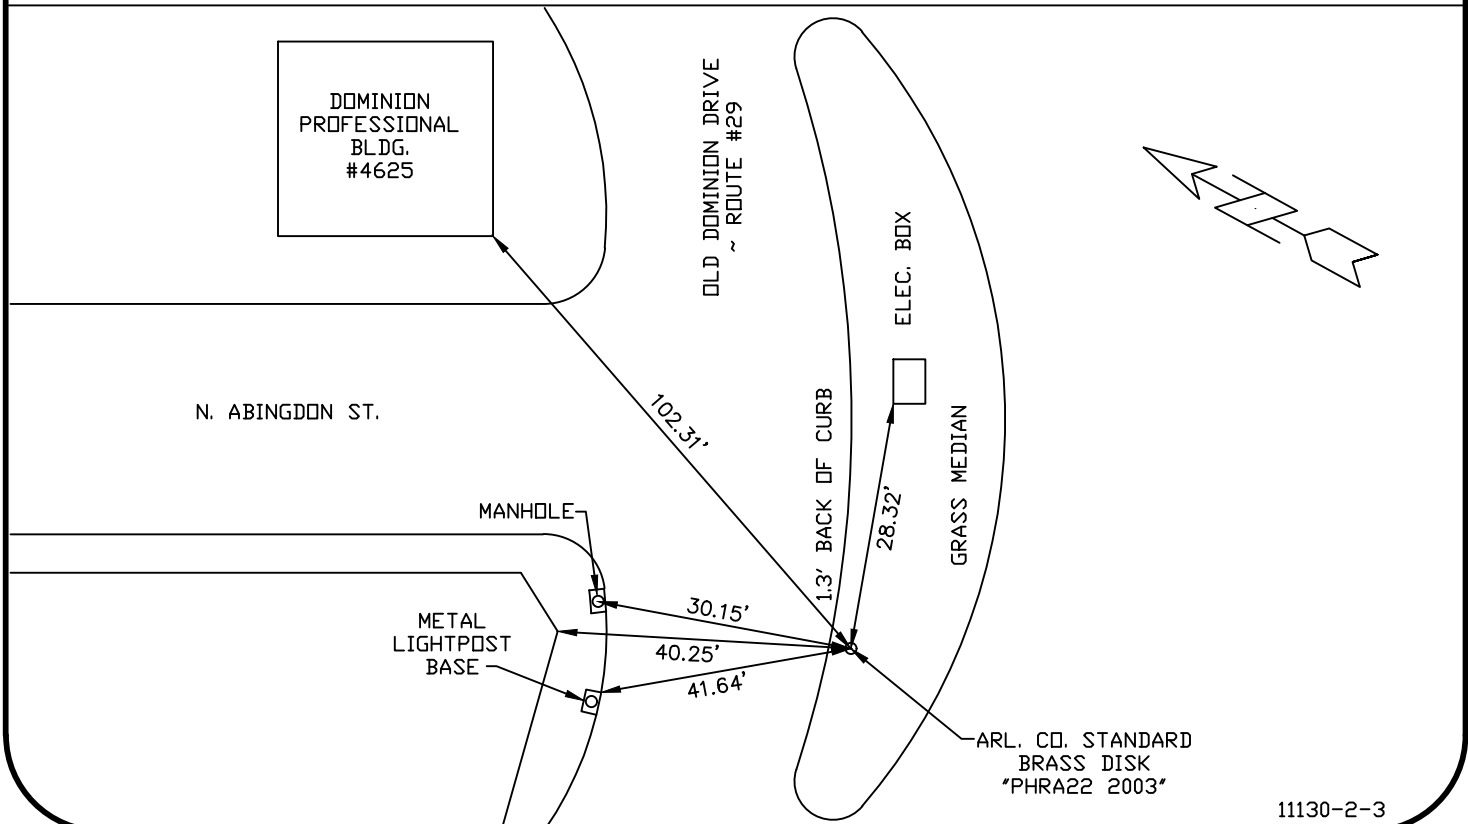 DOMINION
PROFESSIONAL
BLDG.
#4625
OLD DOMINION DRIVE
~ ROUTE #29
ELEC. BOX
N. ABINGDON ST.
102.31'
1.3' BACK OF CURB
28.32'
GRASS MEDIAN
MANHOLE
30.15'
METAL
LIGHTPOST
BASE
40.25'
41.64'
ARL. CO. STANDARD
BRASS DISK
"PHRA22 2003"
11130-2-3